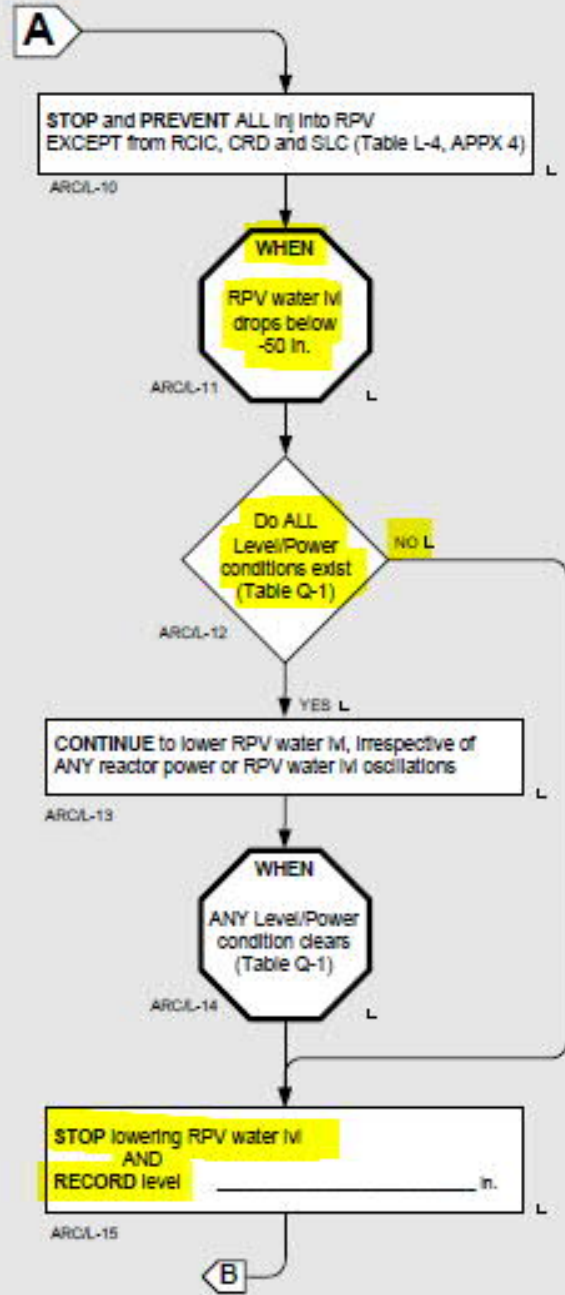 A
STOP and PREVENT ALL inj into RPV
EXCEPT from RCIC, CRD and SLC (Table L-4, APPX 4)
L
ARC/L-10
WHEN
RPV water lvl
drops below
-50 in.
ARC/L-11
L
Do ALL
Level/Power
conditions exist
(Table Q-1)
NO L
ARC/L-12
YES L
CONTINUE to lower RPV water lvl, irrespective of
ANY reactor power or RPV water lvl oscillations
L
ARC/L-13
WHEN
ANY Level/Power
condition clears
(Table Q-1)
ARC/L-14
L
STOP lowering RPV water lvl
AND
RECORD level ____________________ in.
L
ARC/L-15
B